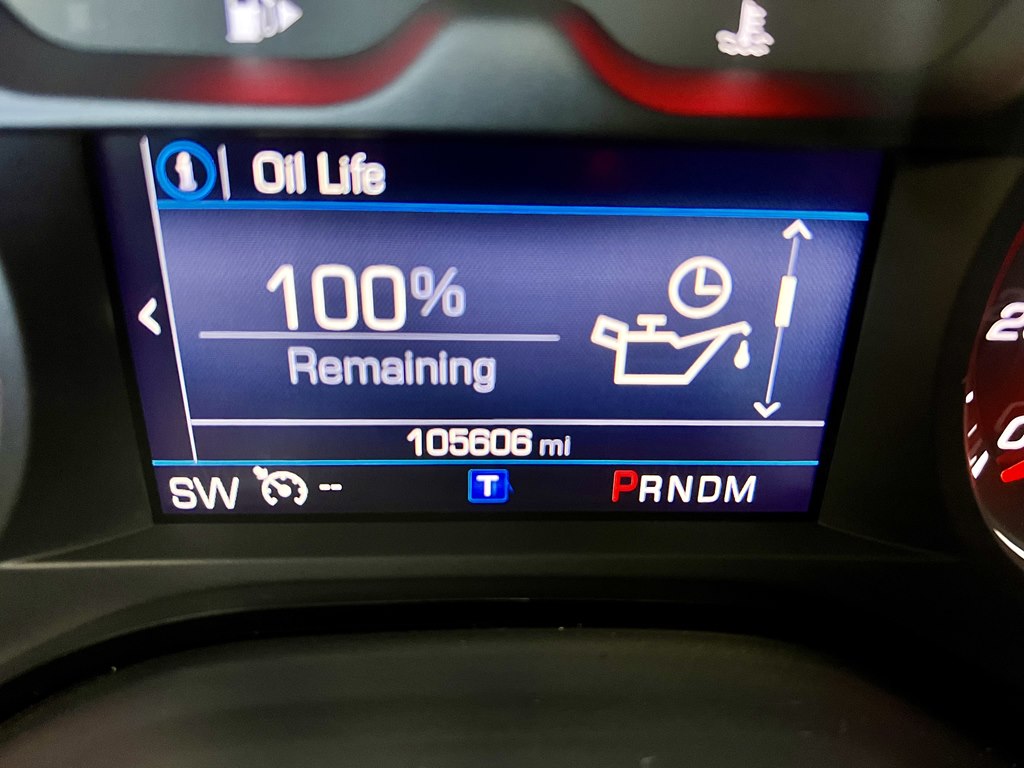 i Oil Life
100%
Remaining
105606 mi
SW -- T PRNDM